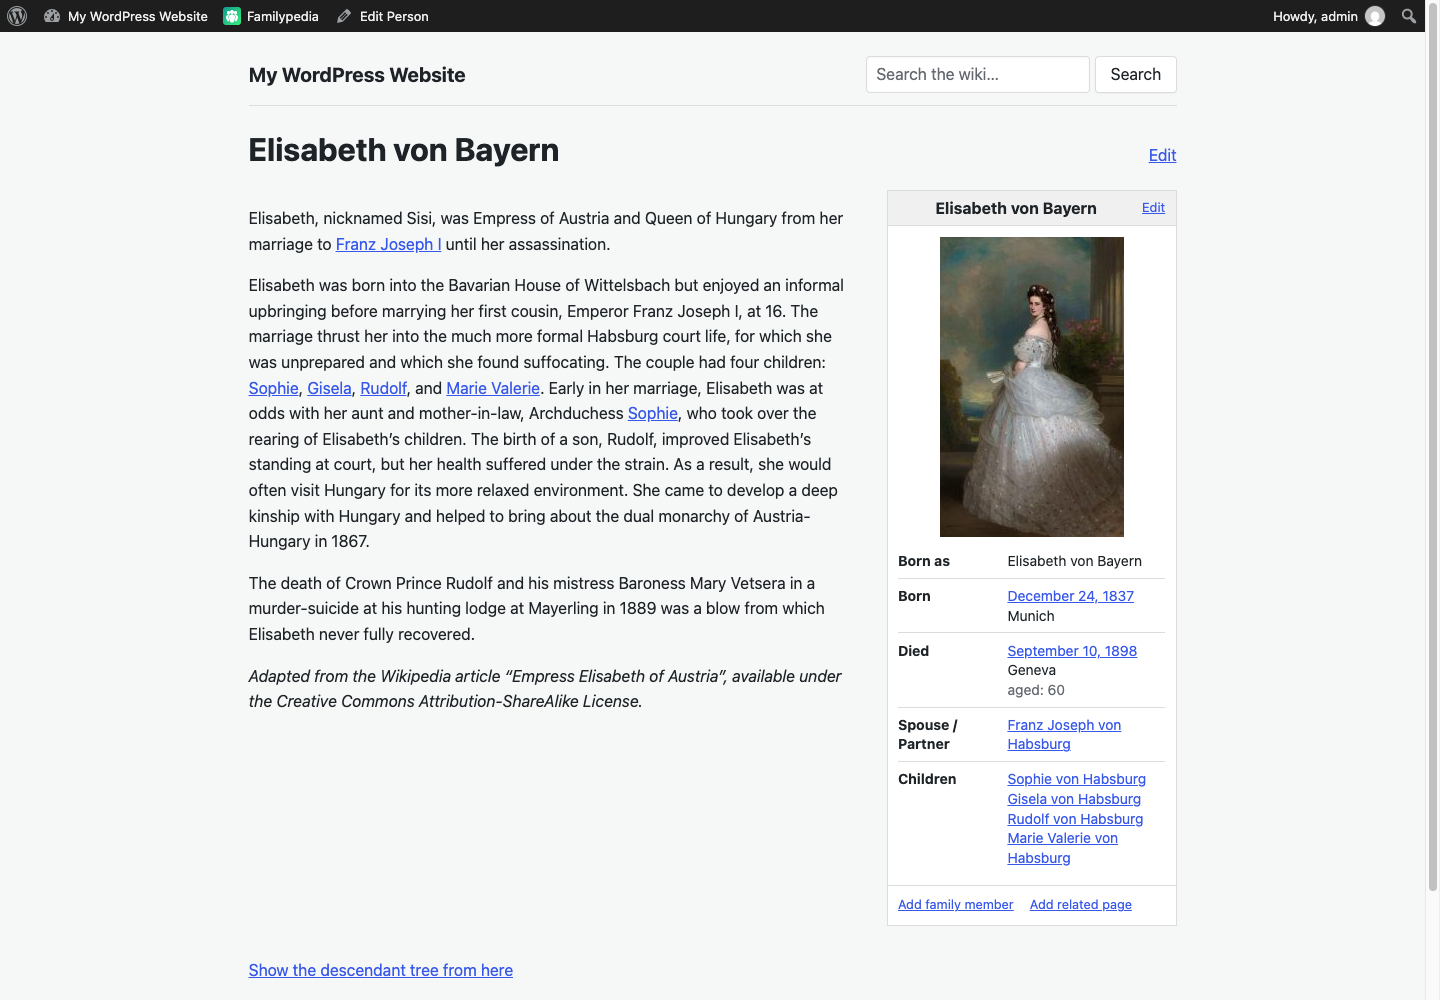 My WordPress Website
Familypedia
Edit Person
Howdy, admin
My WordPress Website
Search the wiki...
Search
Elisabeth von Bayern
Edit
Elisabeth, nicknamed Sisi, was Empress of Austria and Queen of Hungary from her
marriage to Franz Joseph I until her assassination.
Elisabeth was born into the Bavarian House of Wittelsbach but enjoyed an informal
upbringing before marrying her first cousin, Emperor Franz Joseph I, at 16. The
marriage thrust her into the much more formal Habsburg court life, for which she
was unprepared and which she found suffocating. The couple had four children:
Sophie, Gisela, Rudolf, and Marie Valerie. Early in her marriage, Elisabeth was at
odds with her aunt and mother-in-law, Archduchess Sophie, who took over the
rearing of Elisabeth’s children. The birth of a son, Rudolf, improved Elisabeth’s
standing at court, but her health suffered under the strain. As a result, she would
often visit Hungary for its more relaxed environment. She came to develop a deep
kinship with Hungary and helped to bring about the dual monarchy of Austria-
Hungary in 1867.
The death of Crown Prince Rudolf and his mistress Baroness Mary Vetsera in a
murder-suicide at his hunting lodge at Mayerling in 1889 was a blow from which
Elisabeth never fully recovered.
Adapted from the Wikipedia article “Empress Elisabeth of Austria”, available under
the Creative Commons Attribution-ShareAlike License.
Elisabeth von Bayern
Edit
Born as
Elisabeth von Bayern
Born
December 24, 1837
Munich
Died
September 10, 1898
Geneva
aged: 60
Spouse /
Partner
Franz Joseph von
Habsburg
Children
Sophie von Habsburg
Gisela von Habsburg
Rudolf von Habsburg
Marie Valerie von
Habsburg
Add family member
Add related page
Show the descendant tree from here